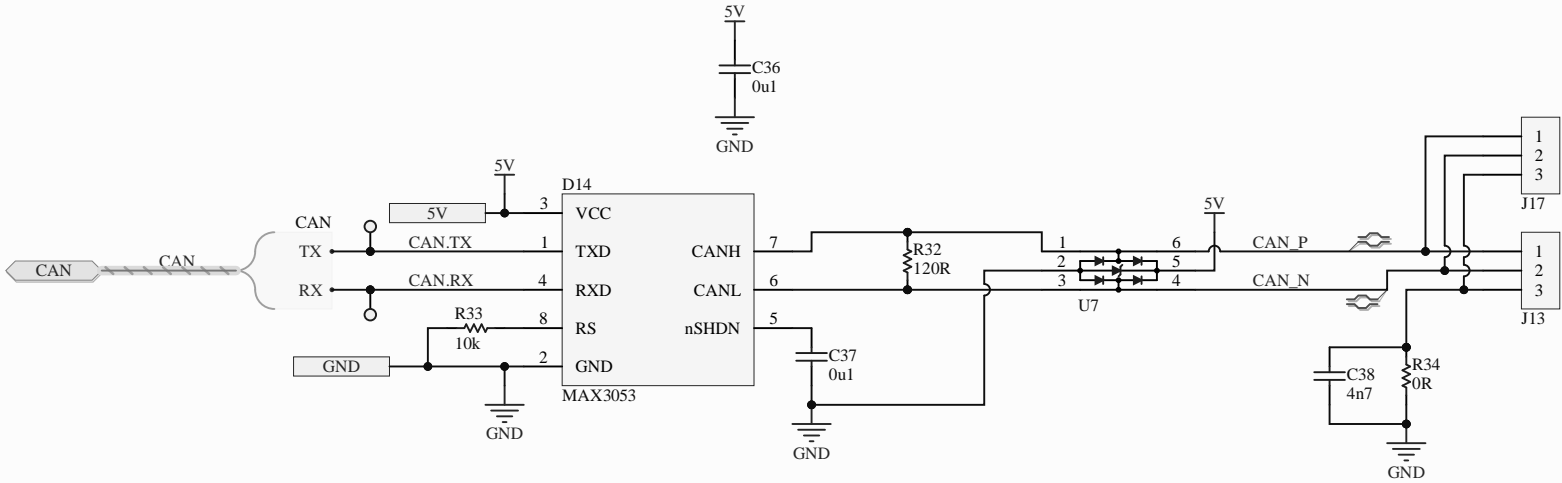 5V
C36
0u1
GND
5V
D14
5V
3
VCC
CAN
TX
CAN.TX
1
TXD
CANH
7
CAN
CAN
RX
CAN.RX
4
RXD
CANL
6
R33
10k
8
RS
nSHDN
5
GND
2
GND
MAX3053
GND
C37
0u1
GND
R32
120R
1
2
3
6
5
4
U7
5V
CAN_P
CAN_N
1
2
3
J17
1
2
3
J13
C38
4n7
R34
0R
GND